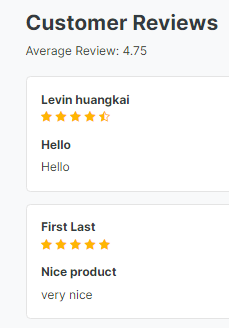 Customer Reviews
Average Review: 4.75
Levin huangkai
Hello
Hello
First Last
Nice product
very nice